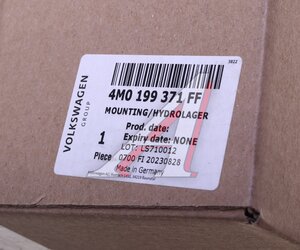 3822
VOLKSWAGEN
GROUP
4M0 199 371 FF
MOUNTING/HYDROLAGER
Prod. date:
1 Expiry date: NONE
LOT: LS710012
Piece 0700 FI 20230828
Made in Germany